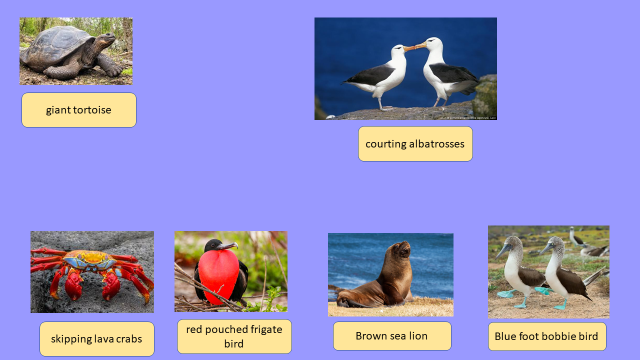 giant tortoise
courting albatrosses
skipping lava crabs
red pouched frigate
bird
Brown sea lion
Blue foot bobbie bird